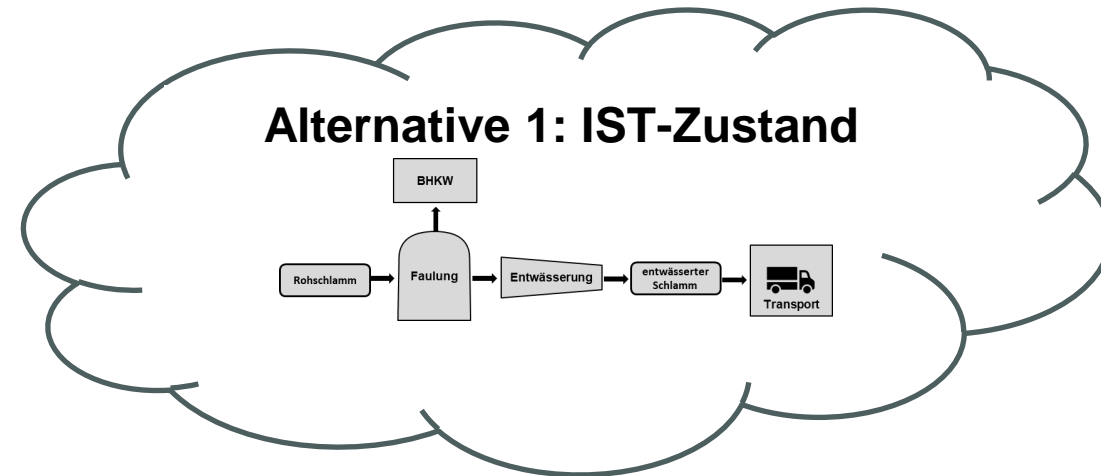 Alternative 1: IST-Zustand
BHKW
Rohschlamm
Faulung
Entwässerung
entwässerter
Schlamm
Transport